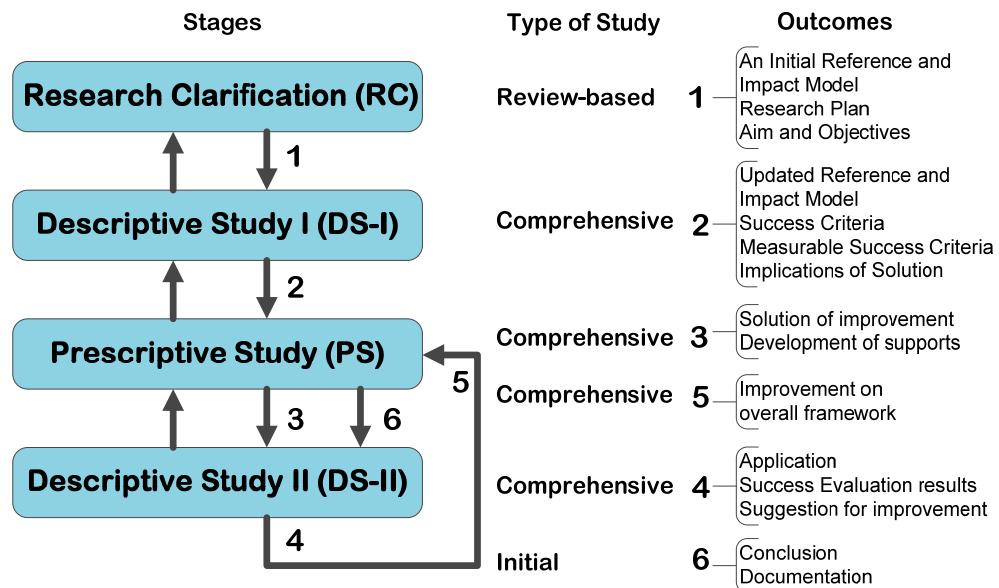 Stages
Type of Study
Outcomes
Research Clarification (RC)
1
Descriptive Study I (DS-I)
2
Prescriptive Study (PS)
5
3
6
Descriptive Study II (DS-II)
4
Review-based
1
An Initial Reference and
Impact Model
Research Plan
Aim and Objectives
Comprehensive
2
Updated Reference and
Impact Model
Success Criteria
Measurable Success Criteria
Implications of Solution
Comprehensive
3
Solution of improvement
Development of supports
Comprehensive
5
Improvement on
overall framework
Comprehensive
4
Application
Success Evaluation results
Suggestion for improvement
Initial
6
Conclusion
Documentation